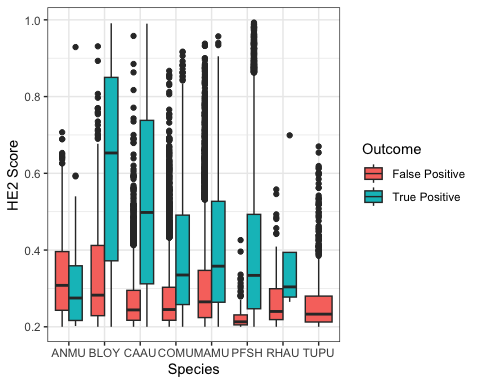 1.0
0.8
0.6
0.4
0.2
HE2 Score
ANMU BLOY CAAU COMU MAMU PFSH RHAU TUPU
Species
Outcome
False Positive
True Positive